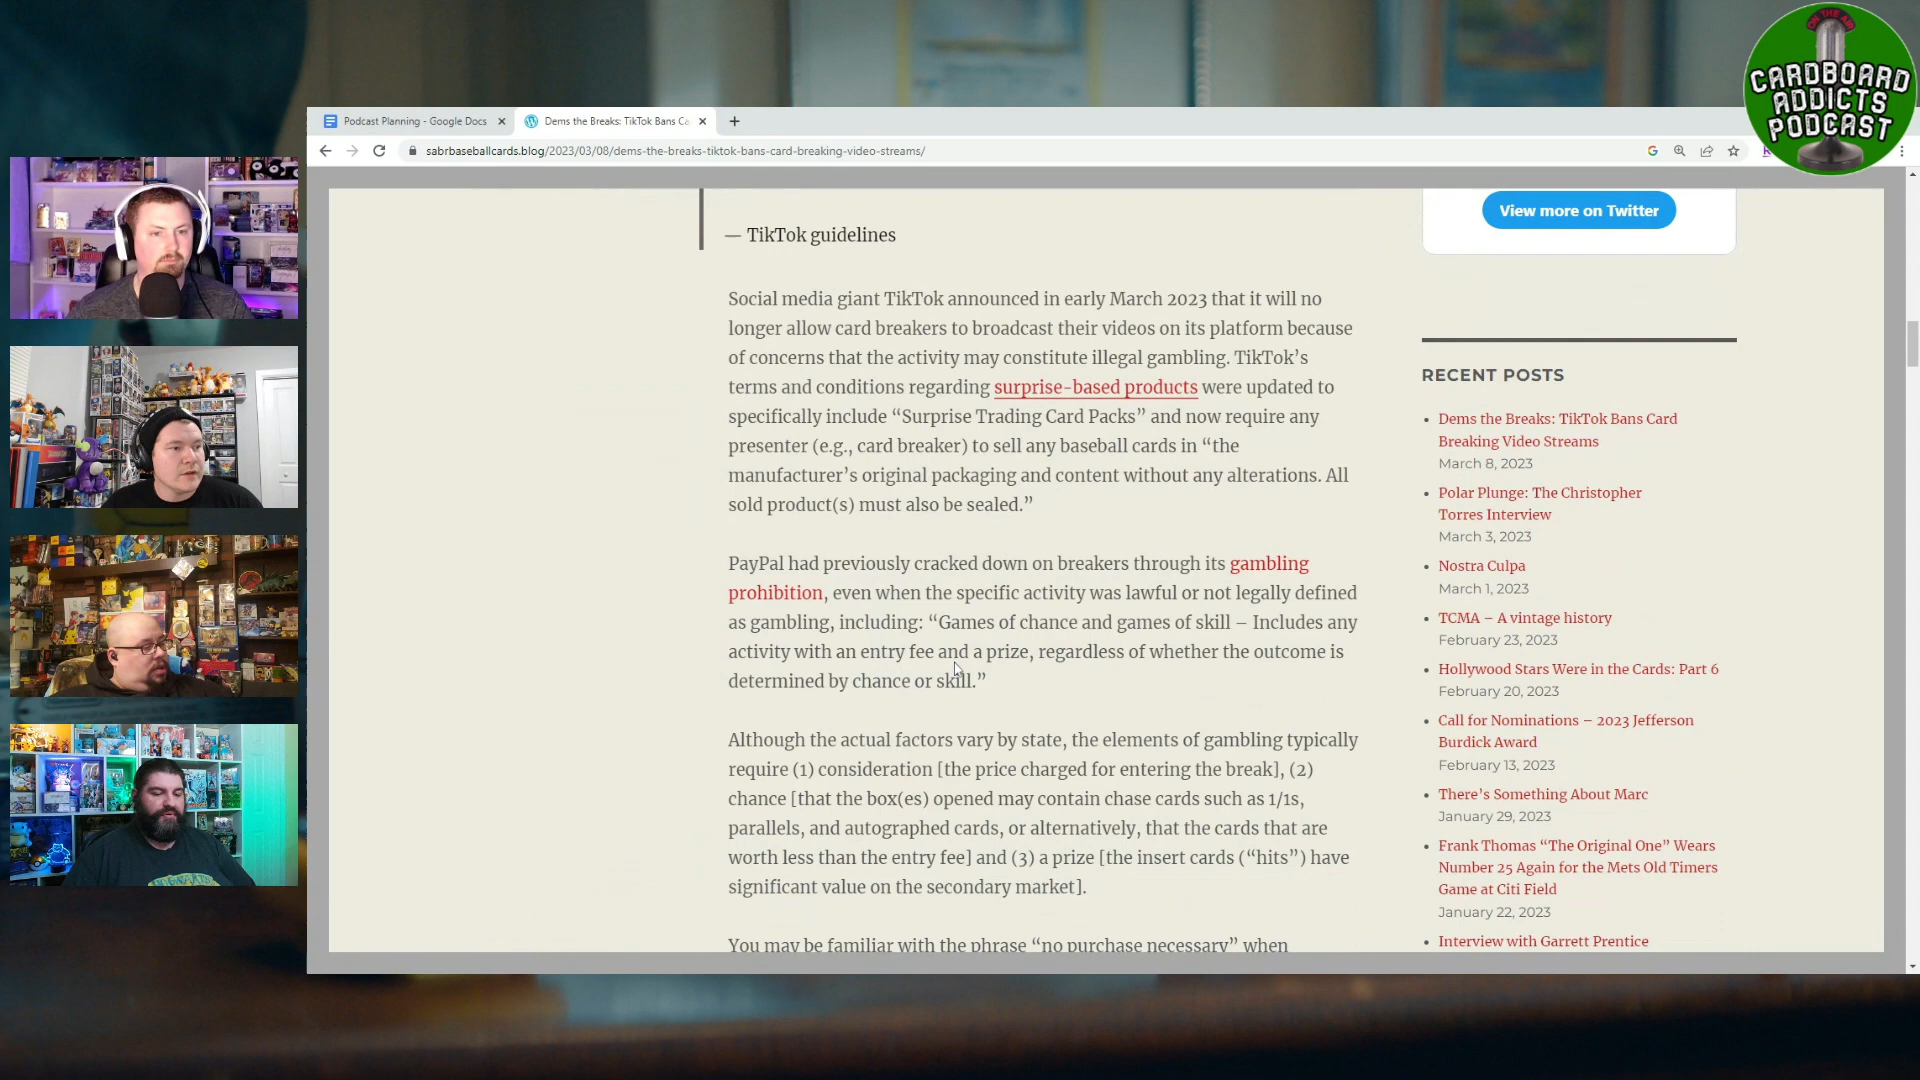 ON THE AIR
CARDBOARD
ADDICTS
PODCAST
Podcast Planning - Google Docs
Dems the Breaks: TikTok Bans Ca
sabrbaseballcards.blog/2023/03/08/dems-the-breaks-tiktok-bans-card-breaking-video-streams/
View more on Twitter
— TikTok guidelines
Social media giant TikTok announced in early March 2023 that it will no
longer allow card breakers to broadcast their videos on its platform because
of concerns that the activity may constitute illegal gambling. TikTok’s
terms and conditions regarding surprise-based products were updated to
specifically include “Surprise Trading Card Packs” and now require any
presenter (e.g., card breaker) to sell any baseball cards in “the
manufacturer’s original packaging and content without any alterations. All
sold product(s) must also be sealed.”
PayPal had previously cracked down on breakers through its gambling
prohibition, even when the specific activity was lawful or not legally defined
as gambling, including: “Games of chance and games of skill – Includes any
activity with an entry fee and a prize, regardless of whether the outcome is
determined by chance or skill.”
Although the actual factors vary by state, the elements of gambling typically
require (1) consideration [the price charged for entering the break], (2)
chance [that the box(es) opened may contain chase cards such as 1/1s,
parallels, and autographed cards, or alternatively, that the cards that are
worth less than the entry fee] and (3) a prize [the insert cards (“hits”) have
significant value on the secondary market].
You may be familiar with the phrase “no purchase necessary” when
RECENT POSTS
Dems the Breaks: TikTok Bans Card
Breaking Video Streams
March 8, 2023
Polar Plunge: The Christopher
Torres Interview
March 3, 2023
Nostra Culpa
March 1, 2023
TCMA – A vintage history
February 23, 2023
Hollywood Stars Were in the Cards: Part 6
February 20, 2023
Call for Nominations – 2023 Jefferson
Burdick Award
February 13, 2023
There’s Something About Marc
January 29, 2023
Frank Thomas “The Original One” Wears
Number 25 Again for the Mets Old Timers
Game at Citi Field
January 22, 2023
Interview with Garrett Prentice